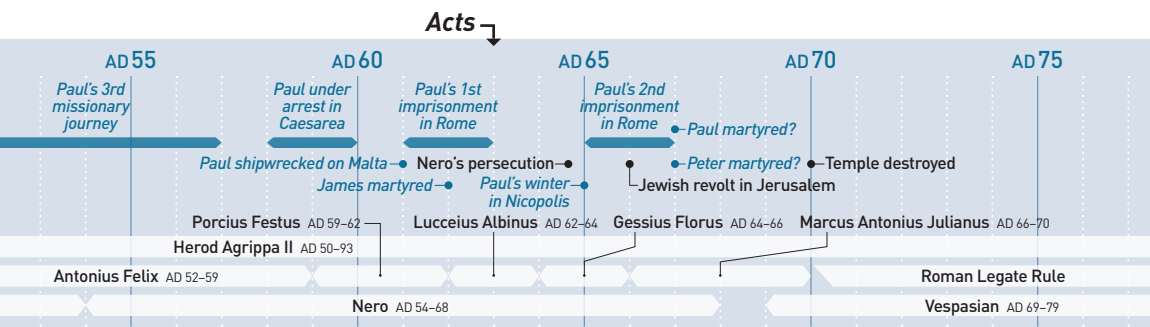 Acts
AD 55
AD 60
AD 65
AD 70
AD 75
Paul's 3rd
missionary
journey
Paul under
arrest in
Caesarea
Paul's 1st
imprisonment
in Rome
Paul's 2nd
imprisonment
in Rome
Paul martyred?
Paul shipwrecked on Malta
Nero's persecution
Peter martyred?
Temple destroyed
James martyred
Paul's winter
in Nicopolis
Jewish revolt in Jerusalem
Porcius Festus AD 59–62
Lucceius Albinus AD 62–64
Gessius Florus AD 64–66
Marcus Antonius Julianus AD 66–70
Herod Agrippa II AD 50–93
Antonius Felix AD 52–59
Roman Legate Rule
Nero AD 54–68
Vespasian AD 69–79